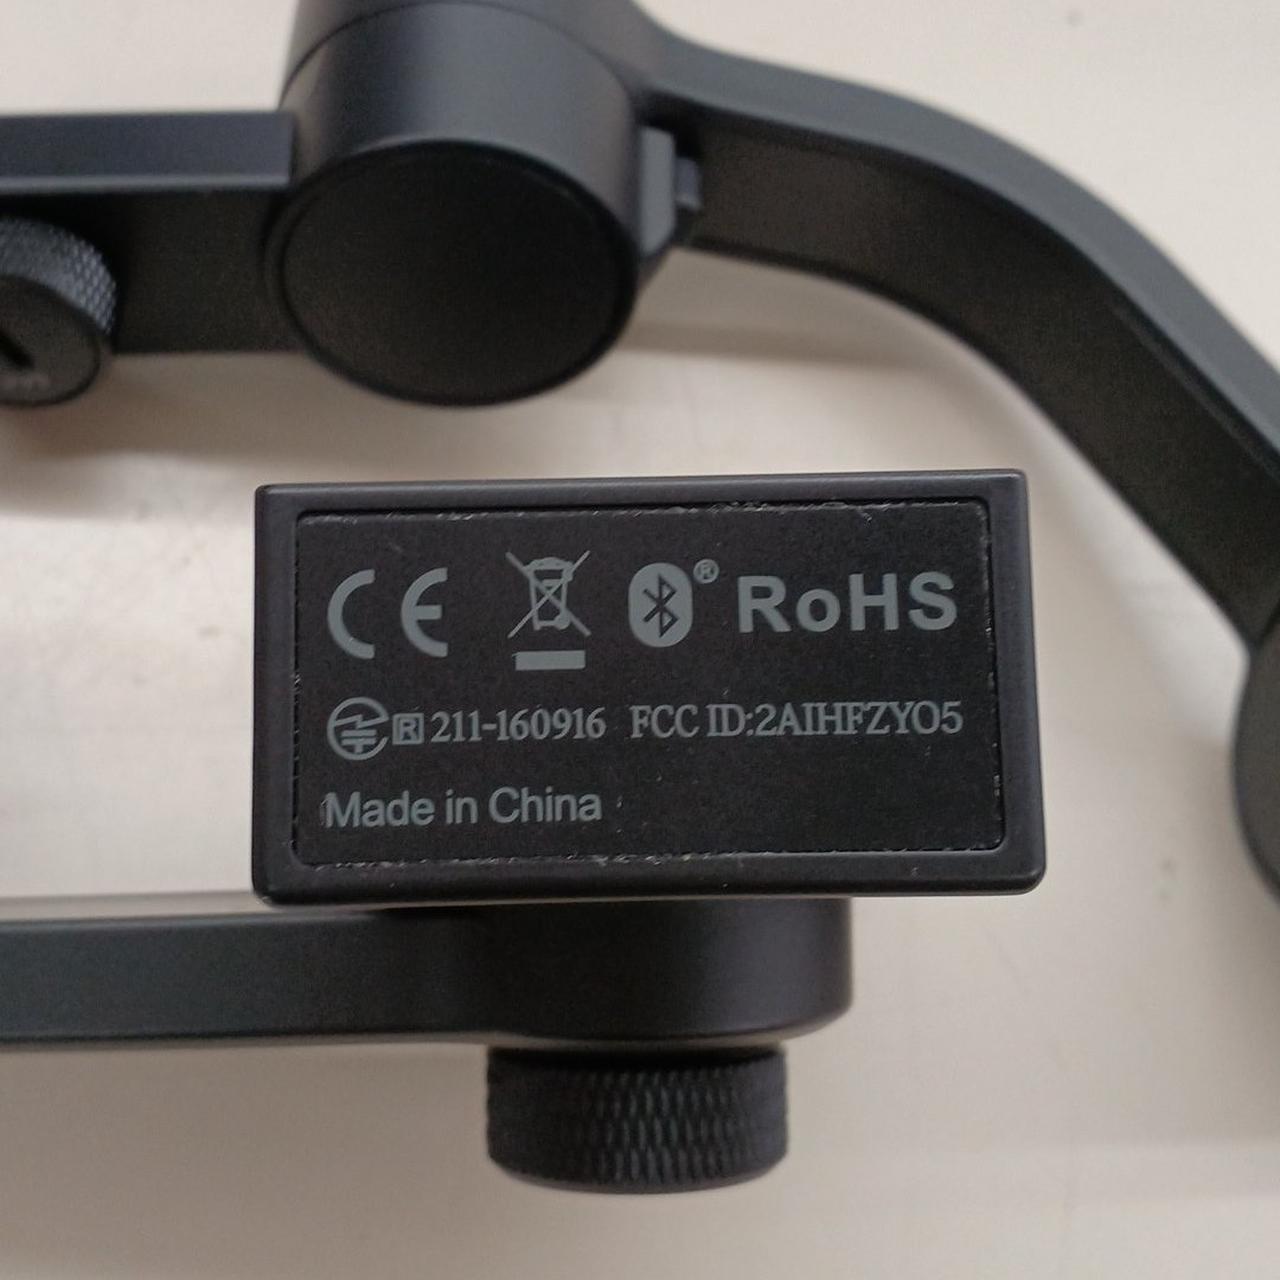 CE ® RoHS
R 211-160916 FCC ID:2AIHFZYO5
Made in China